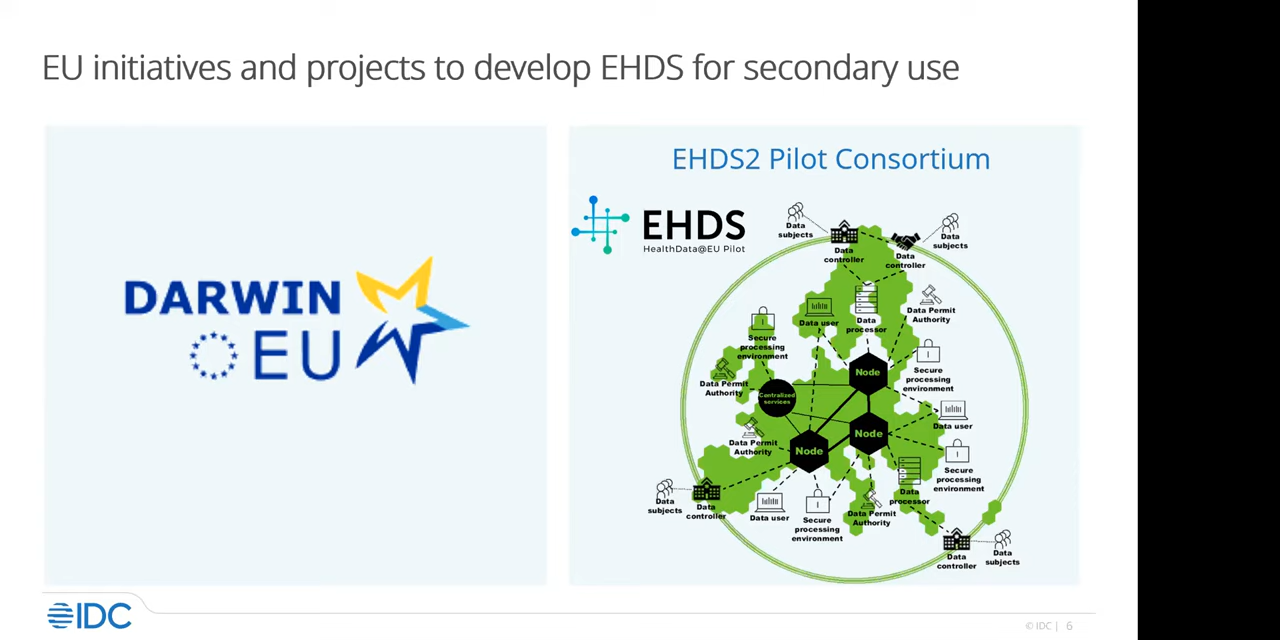 EU initiatives and projects to develop EHDS for secondary use
DARWIN
EU
EHDS2 Pilot Consortium
EHDS
HealthData@EU Pilot
Data
subjects
Data
controller
Data
controller
Data
subjects
Data user
Data
processor
Data Permit
Authority
Secure
processing
environment
Data Permit
Authority
Node
Secure
processing
environment
Centralized
services
Data user
Data Permit
Authority
Node
Node
Secure
processing
environment
Data
subjects
Data
controller
Data user
Secure
processing
environment
Data Permit
Authority
Data
processor
Data
controller
Data
subjects
IDC
© IDC | 6